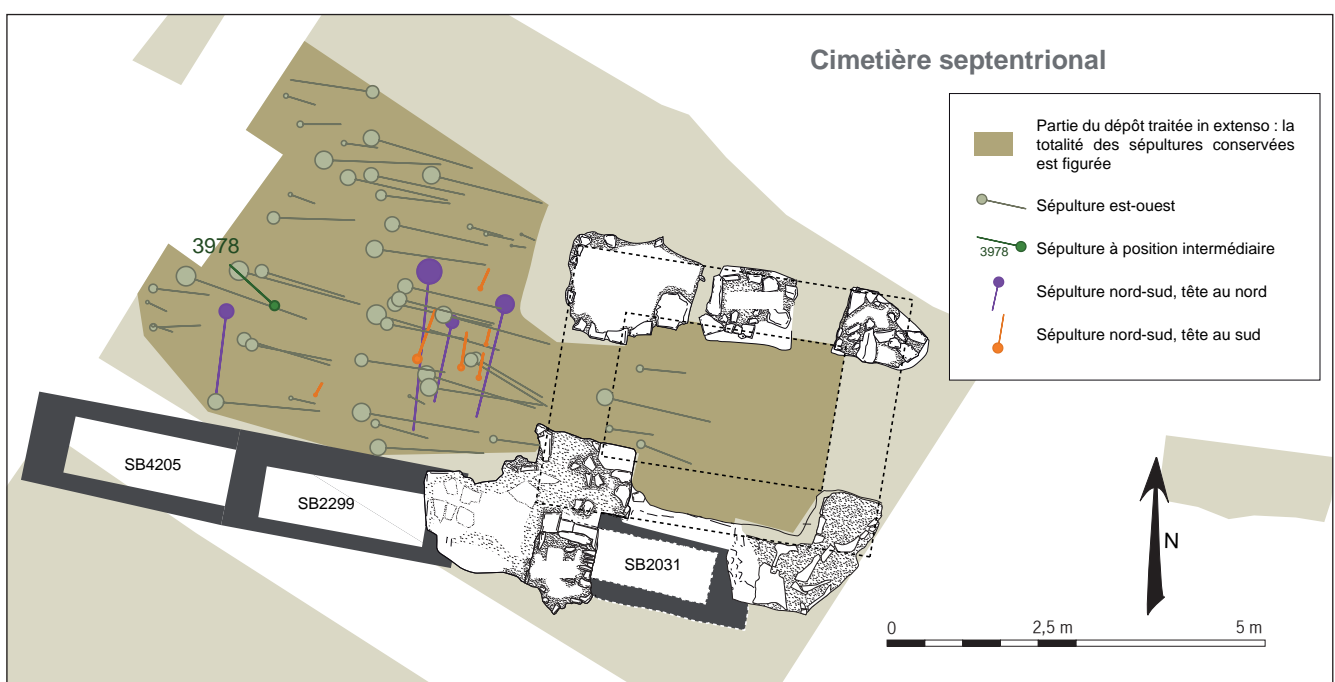 Cimetière septentrional
Partie du dépôt traitée in extenso : la
totalité des sépultures conservées
est figurée
Sépulture est-ouest
3978
Sépulture à position intermédiaire
Sépulture nord-sud, tête au nord
Sépulture nord-sud, tête au sud
3978
SB4205
SB2299
SB2031
N
0 2,5 m 5 m